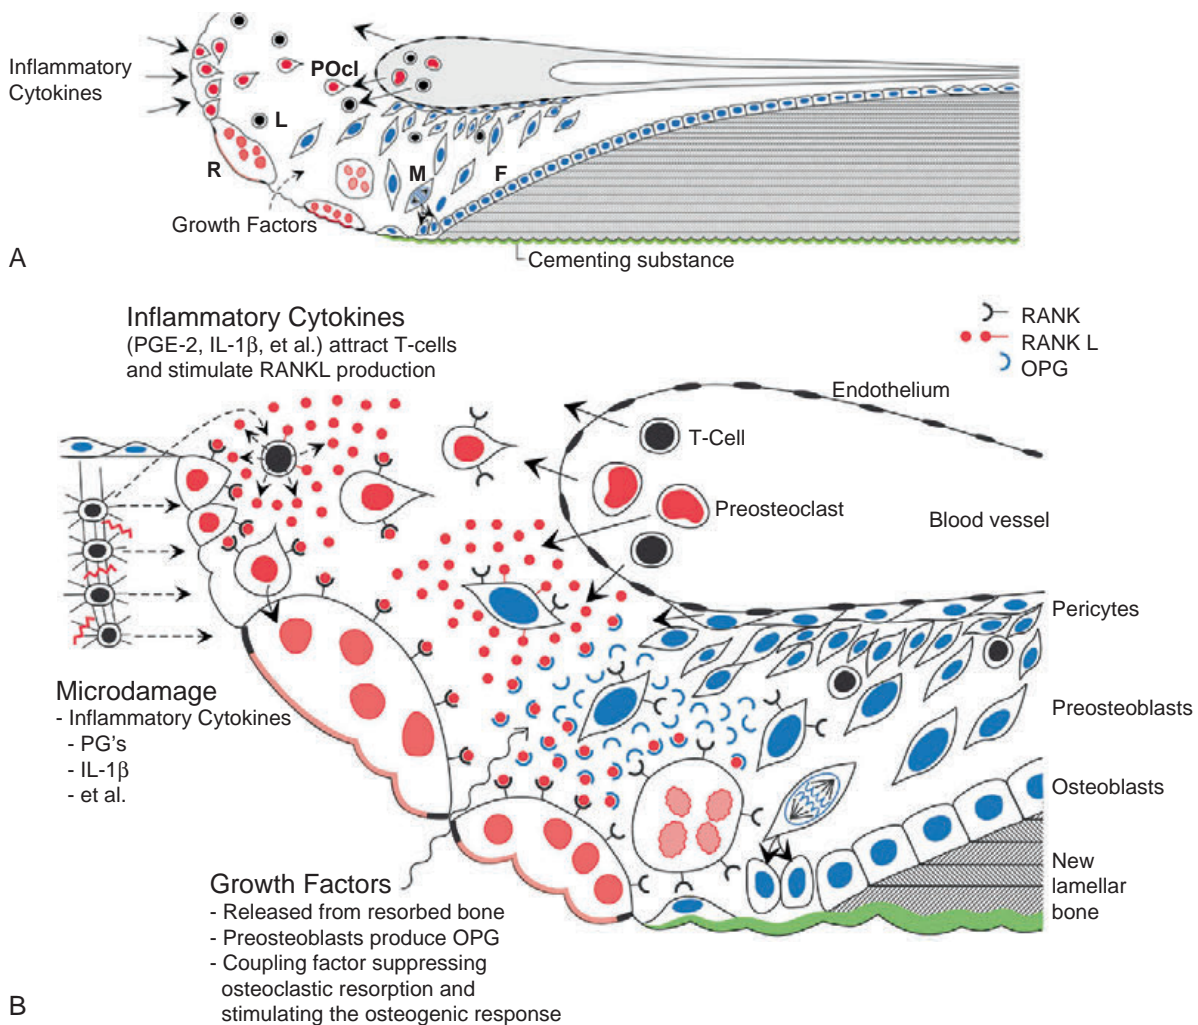 Inflammatory
Cytokines
POcl
L
R
M
F
Growth Factors
Cementing substance
A
Inflammatory Cytokines
(PGE-2, IL-1β, et al.) attract T-cells
and stimulate RANKL production
RANK
RANK L
OPG
Endothelium
T-Cell
Preosteoclast
Blood vessel
Pericytes
Microdamage
- Inflammatory Cytokines
- PG's
- IL-1β
- et al.
Preosteoblasts
Osteoblasts
New
lamellar
bone
Growth Factors
- Released from resorbed bone
- Preosteoblasts produce OPG
- Coupling factor suppressing
osteoclastic resorption and
stimulating the osteogenic response
B